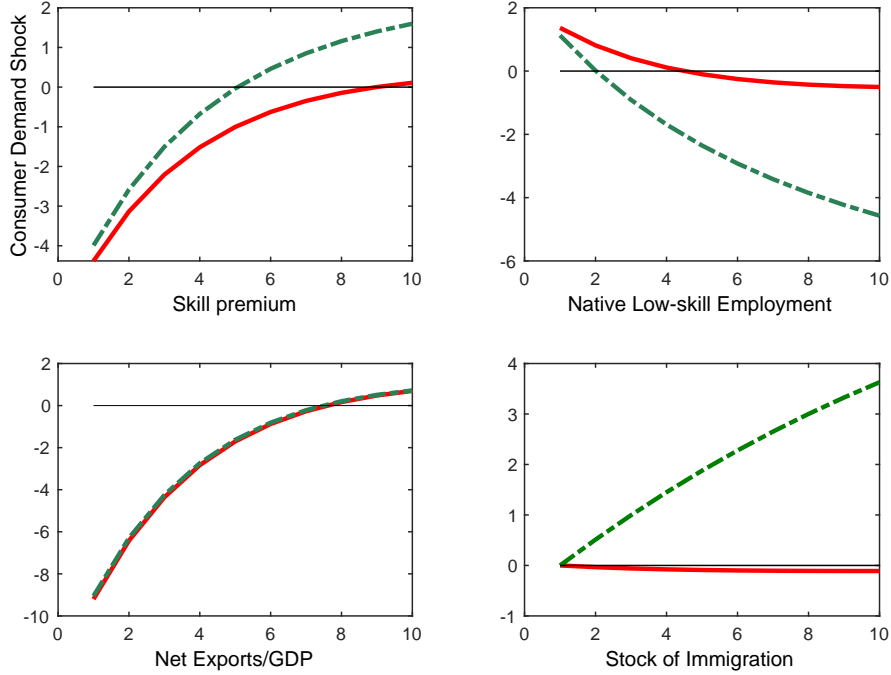 Consumer Demand Shock
2
1
0
-1
-2
-3
-4
0 2 4 6 8 10
Skill premium
2
0
-2
-4
-6
0 2 4 6 8 10
Native Low-skill Employment
2
0
-2
-4
-6
-8
-10
0 2 4 6 8 10
Net Exports/GDP
4
3
2
1
0
-1
0 2 4 6 8 10
Stock of Immigration